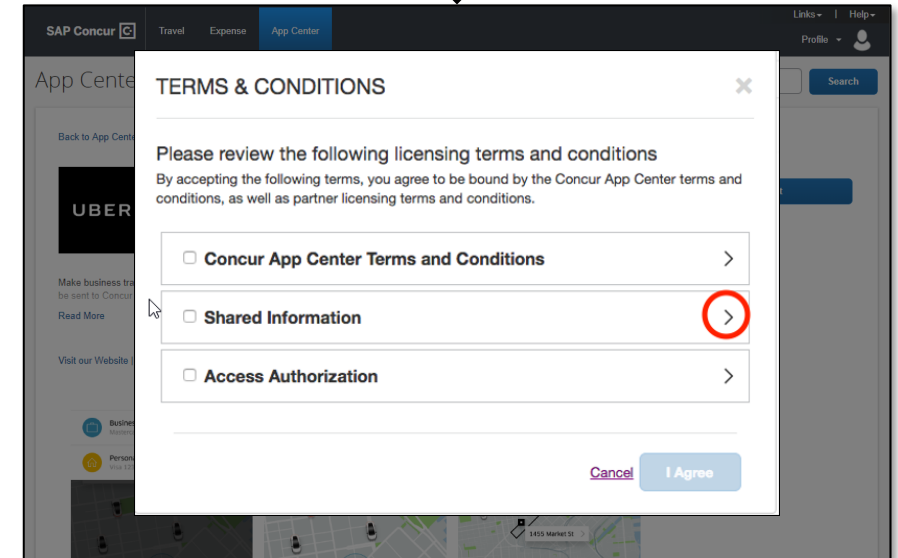 Links | Help
SAP Concur C Travel Expense App Center
Profile
App Cente
Search
Back to App Cente
UBER
Make business tra
be sent to Concur
Read More
Visit our Website |
Busines
Person
TERMS & CONDITIONS
Please review the following licensing terms and conditions
By accepting the following terms, you agree to be bound by the Concur App Center terms and
conditions, as well as partner licensing terms and conditions.
Concur App Center Terms and Conditions
Shared Information
Access Authorization
Cancel I Agree
1455 Market St